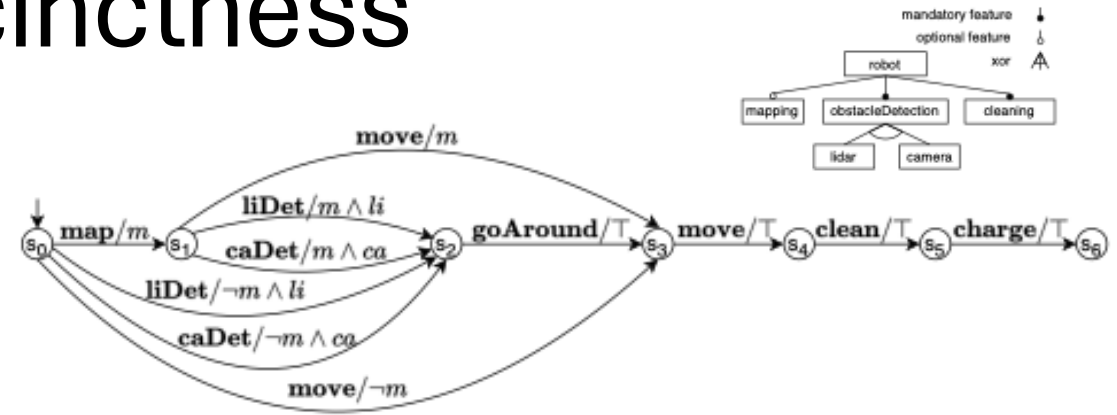 cinctness
mandatory feature
optional feature
xor
robot
mapping obstacleDetection cleaning
lidar camera
move/m
liDet/m ∧ li
map/m
caDet/m ∧ ca
goAround/⊤ move/⊤ clean/⊤ charge/⊤
s0 s1 s2 s3 s4 s5 s6
liDet/¬m ∧ li
caDet/¬m ∧ ca
move/¬m